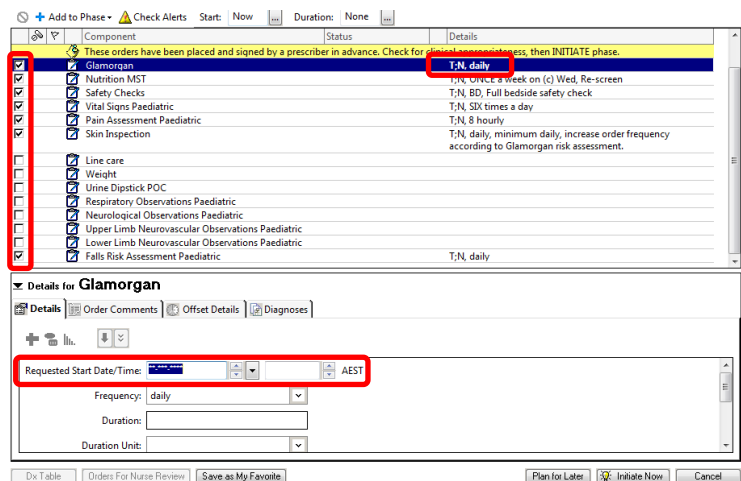 Add to Phase Check Alerts Start: Now ... Duration: None ...
Component Status Details
These orders have been placed and signed by a prescriber in advance. Check for clinical appropriateness, then INITIATE phase.
Glamorgan T;N, daily
Nutrition MST T;N, ONCE a week on (c) Wed, Re-screen
Safety Checks T;N, BD, Full bedside safety check
Vital Signs Paediatric T;N, SIX times a day
Pain Assessment Paediatric T;N, 8 hourly
Skin Inspection T;N, daily, minimum daily, increase order frequency
according to Glamorgan risk assessment.
Line care
Weight
Urine Dipstick POC
Respiratory Observations Paediatric
Neurological Observations Paediatric
Upper Limb Neurovascular Observations Paediatric
Lower Limb Neurovascular Observations Paediatric
Falls Risk Assessment Paediatric T;N, daily
Details for Glamorgan
Details Order Comments Offset Details Diagnoses
Requested Start Date/Time: **-***-**** AEST
Frequency: daily
Duration:
Duration Unit:
Dx Table Orders For Nurse Review Save as My Favorite Plan for Later Initiate Now Cancel